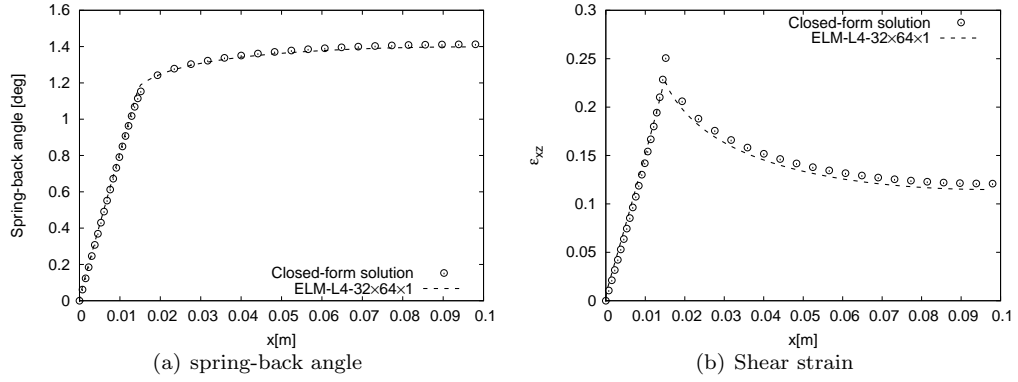 1.6
1.4
1.2
1
0.8
0.6
0.4
0.2
0
Spring-back angle [deg]
Closed-form solution
ELM-L4-32×64×1
0 0.01 0.02 0.03 0.04 0.05 0.06 0.07 0.08 0.09 0.1
x[m]
(a) spring-back angle
0.3
0.25
0.2
0.15
0.1
0.05
0
εxz
Closed-form solution
ELM-L4-32×64×1
0 0.01 0.02 0.03 0.04 0.05 0.06 0.07 0.08 0.09 0.1
x[m]
(b) Shear strain